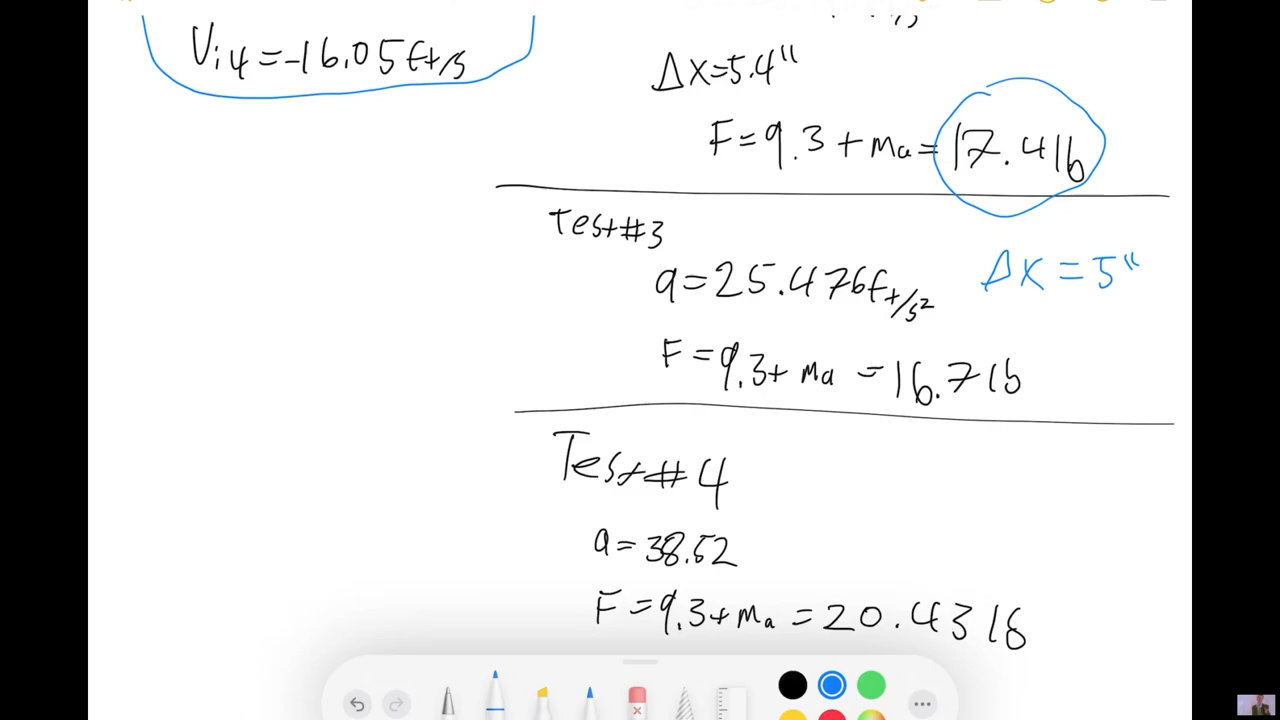 Vi4 = -16.05 ft/s
Δx = 5.4"
F = 9.3 + ma = 17.4 lb
Test #3
a = 25.476 ft/s²
Δx = 5"
F = 9.3 + ma = 16.7 lb
Test #4
a = 38.52
F = 9.3 + ma = 20.43 lb